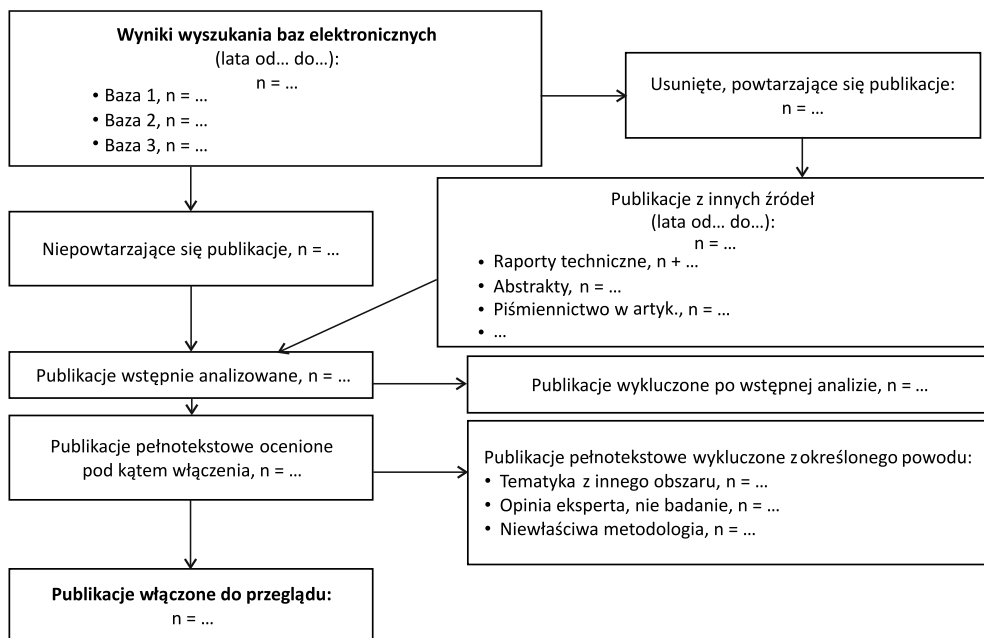 Wyniki wyszukania baz elektronicznych
(lata od... do...):
n = ...
• Baza 1, n = ...
• Baza 2, n = ...
• Baza 3, n = ...
Usunięte, powtarzające się publikacje:
n = ...
Publikacje z innych źródeł
(lata od... do...):
n = ...
• Raporty techniczne, n + ...
• Abstrakty, n = ...
• Piśmiennictwo w artyk., n = ...
• ...
Niepowtarzające się publikacje, n = ...
Publikacje wstępnie analizowane, n = ...
Publikacje wykluczone po wstępnej analizie, n = ...
Publikacje pełnotekstowe ocenione
pod kątem włączenia, n = ...
Publikacje pełnotekstowe wykluczone z określonego powodu:
• Tematyka z innego obszaru, n = ...
• Opinia eksperta, nie badanie, n = ...
• Niewłaściwa metodologia, n = ...
Publikacje włączone do przeglądu:
n = ...